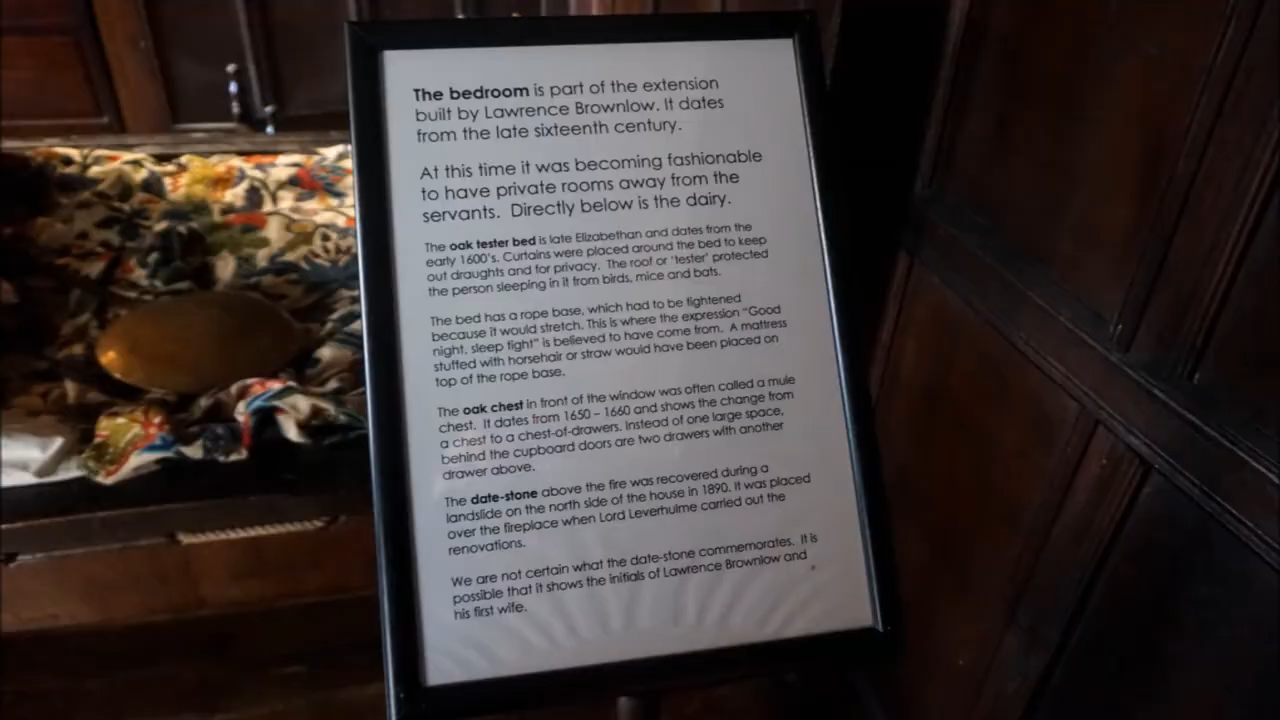 The bedroom is part of the extension
built by Lawrence Brownlow. It dates
from the late sixteenth century.
At this time it was becoming fashionable
to have private rooms away from the
servants. Directly below is the dairy.
The oak tester bed is late Elizabethan and dates from the
early 1600's. Curtains were placed around the bed to keep
out draughts and for privacy. The roof or 'tester' protected
the person sleeping in it from birds, mice and bats.
The bed has a rope base, which had to be tightened
because it would stretch. This is where the expression "Good
night, sleep tight" is believed to have come from. A mattress
stuffed with horsehair or straw would have been placed on
top of the rope base.
The oak chest in front of the window was often called a mule
chest. It dates from 1650 – 1660 and shows the change from
a chest to a chest-of-drawers. Instead of one large space,
behind the cupboard doors are two drawers with another
drawer above.
The date-stone above the fire was recovered during a
landslide on the north side of the house in 1890. It was placed
over the fireplace when Lord Leverhulme carried out the
renovations.
We are not certain what the date-stone commemorates. It is
possible that it shows the initials of Lawrence Brownlow and
his first wife.